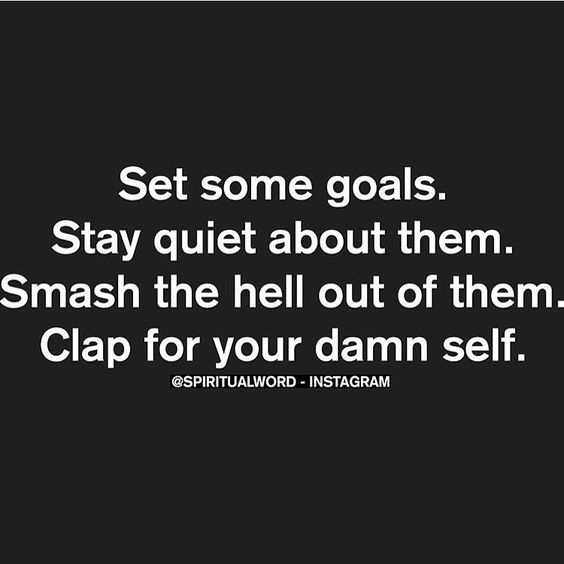 Set some goals.
Stay quiet about them.
Smash the hell out of them.
Clap for your damn self.
@SPIRITUALWORD - INSTAGRAM